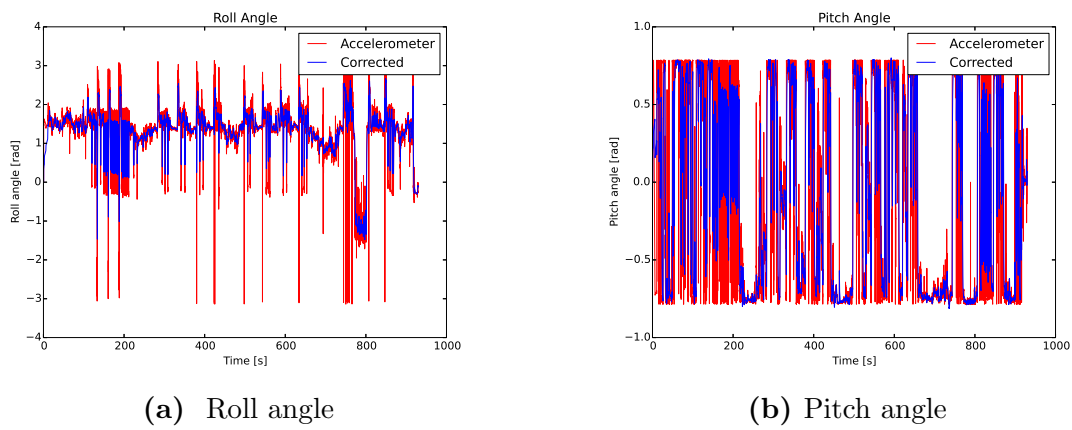 Roll Angle
4
3
2
1
0
−1
−2
−3
−4
Roll angle [rad]
Accelerometer
Corrected
0
200
400
600
800
1000
Time [s]
(a) Roll angle
Pitch Angle
1.0
0.5
0.0
−0.5
−1.0
Pitch angle [rad]
Accelerometer
Corrected
0
200
400
600
800
1000
Time [s]
(b) Pitch angle